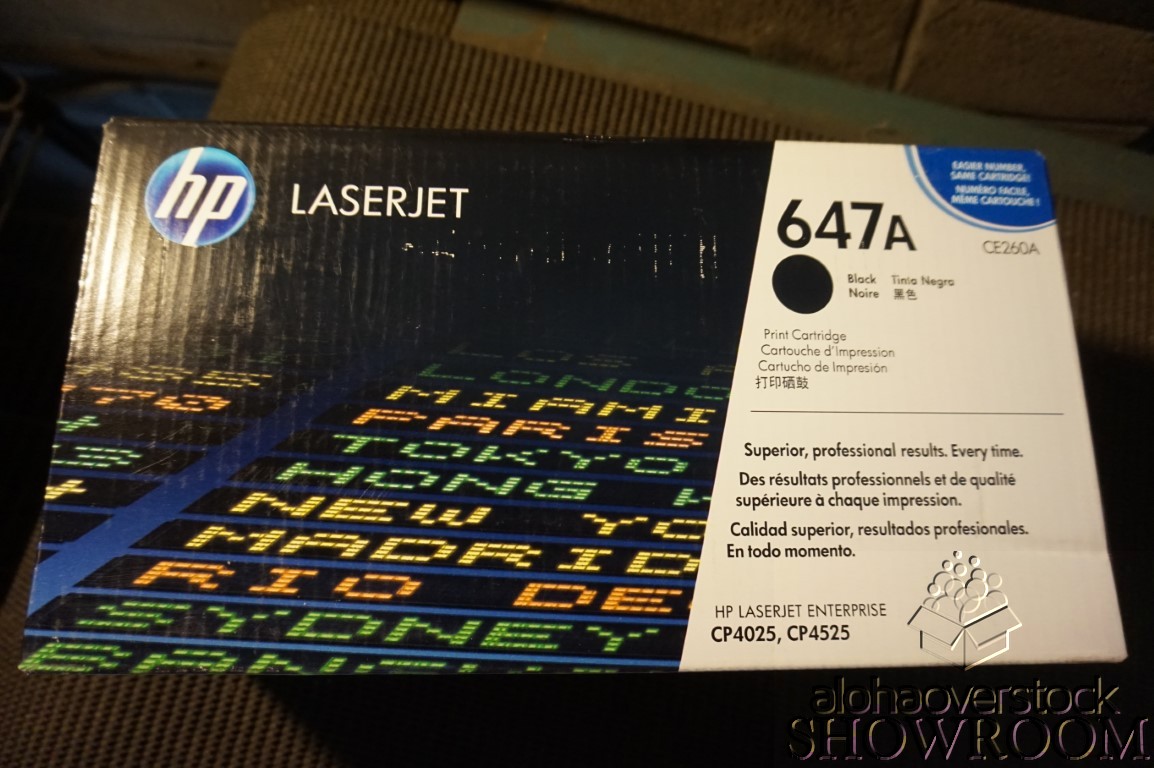 hp LASERJET
EASIER NUMBER,
SAME CARTRIDGE!
NUMÉRO FACILE,
MÊME CARTOUCHE !
647A
CE260A
Black Tinta Negra
Noire 黑色
Print Cartridge
Cartouche d'Impression
Cartucho de Impresión
打印硒鼓
Superior, professional results. Every time.
Des résultats professionnels et de qualité
supérieure à chaque impression.
Calidad superior, resultados profesionales.
En todo momento.
HP LASERJET ENTERPRISE
CP4025, CP4525
LONDO
MIAMI
PARIS
TOKYO
HONG K
NEW YO
MADRID
RIO DE
SYDNEY
alohaoverstock
SHOWROOM